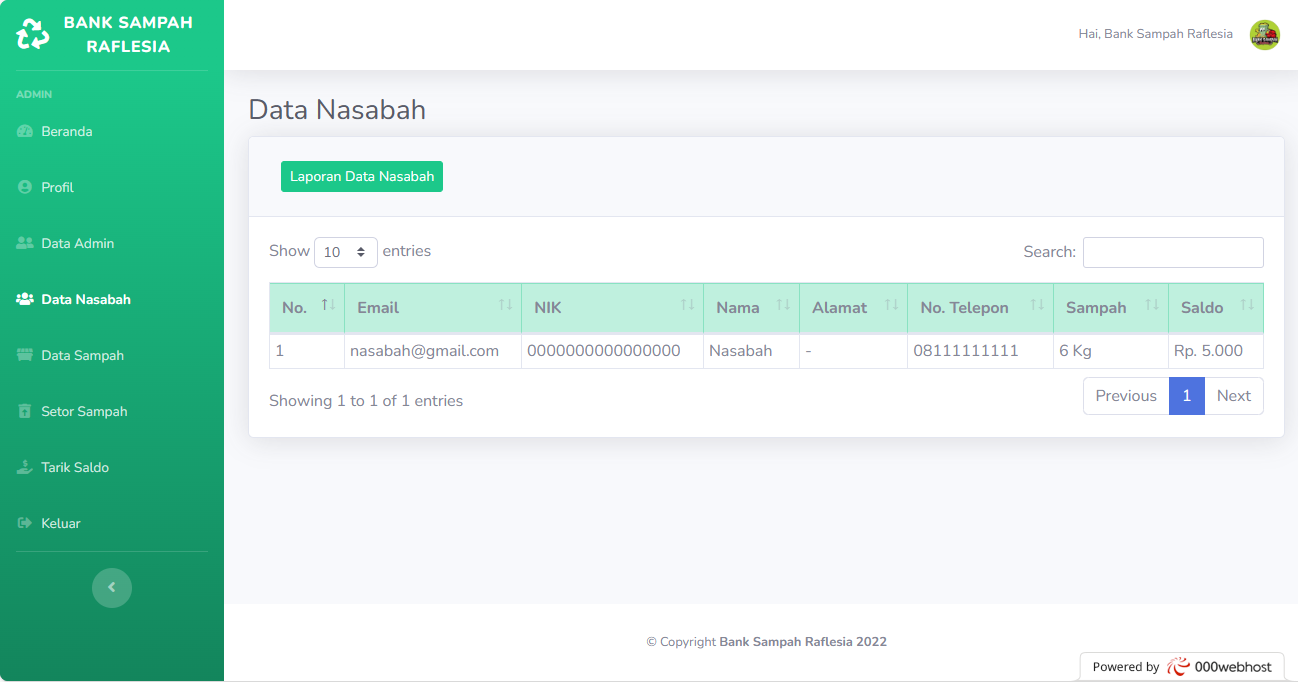 BANK SAMPAH
RAFLESIA
Hai, Bank Sampah Raflesia
ADMIN
Beranda
Profil
Data Admin
Data Nasabah
Data Sampah
Setor Sampah
Tarik Saldo
Keluar
Data Nasabah
Laporan Data Nasabah
Show 10 entries
Search:
No. Email NIK Nama Alamat No. Telepon Sampah Saldo
1 nasabah@gmail.com 0000000000000000 Nasabah - 08111111111 6 Kg Rp. 5.000
Showing 1 to 1 of 1 entries
Previous 1 Next
© Copyright Bank Sampah Raflesia 2022
Powered by 000webhost